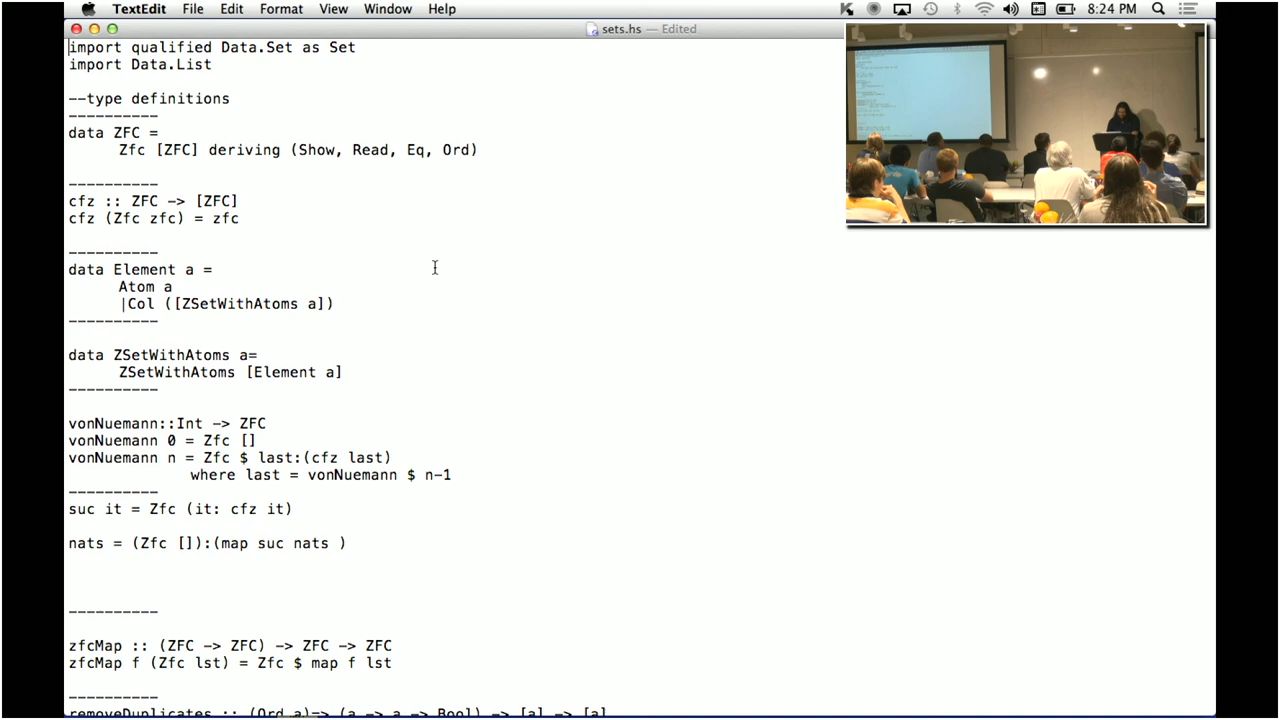 TextEdit File Edit Format View Window Help 8:24 PM
sets.hs — Edited
import qualified Data.Set as Set
import Data.List
--type definitions
----------
data ZFC =
Zfc [ZFC] deriving (Show, Read, Eq, Ord)
----------
cfz :: ZFC -> [ZFC]
cfz (Zfc zfc) = zfc
----------
data Element a =
Atom a
|Col ([ZSetWithAtoms a])
----------
data ZSetWithAtoms a=
ZSetWithAtoms [Element a]
----------
vonNuemann::Int -> ZFC
vonNuemann 0 = Zfc []
vonNuemann n = Zfc $ last:(cfz last)
where last = vonNuemann $ n-1
----------
suc it = Zfc (it: cfz it)
nats = (Zfc []):(map suc nats )
----------
zfcMap :: (ZFC -> ZFC) -> ZFC -> ZFC
zfcMap f (Zfc lst) = Zfc $ map f lst
----------
removeDuplicates :: (Ord a)=> (a -> a -> Bool) -> [a] -> [a]